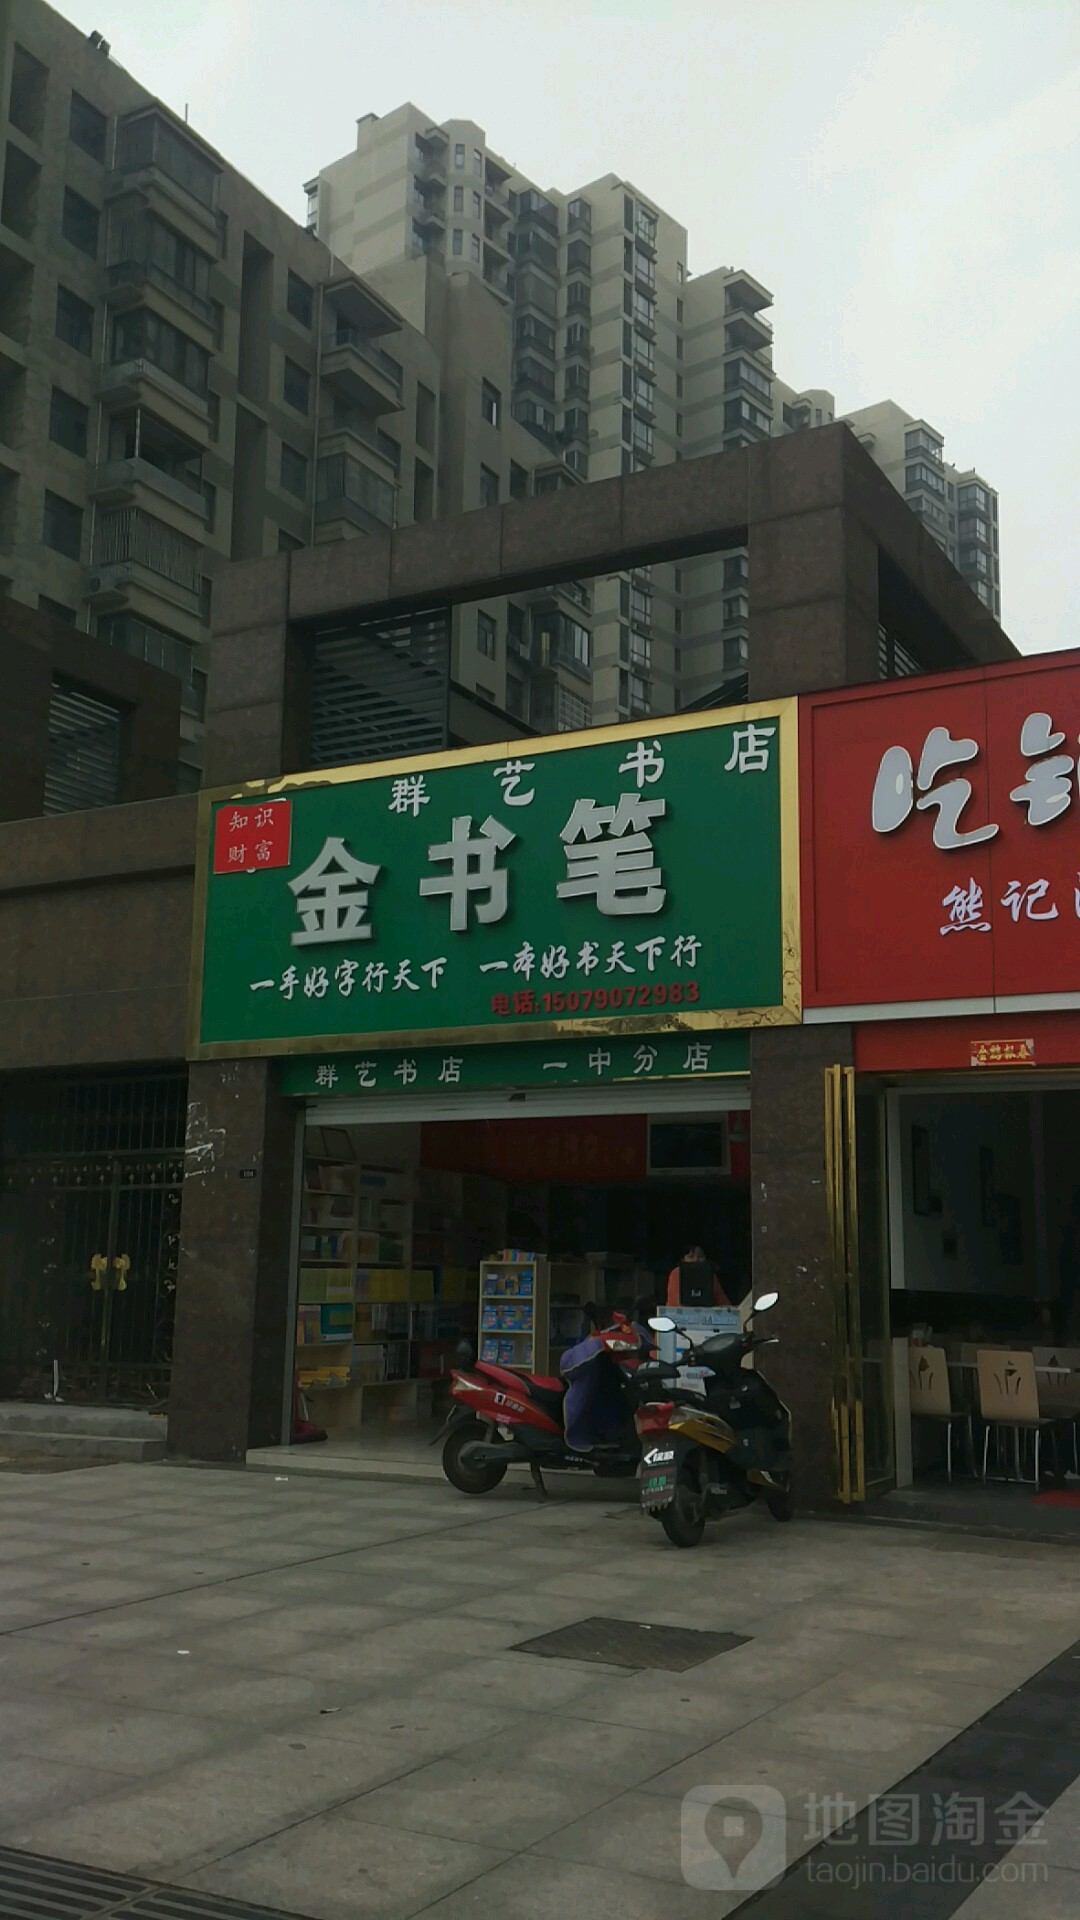 群艺书店
知识
财富
金书笔
一手好字行天下 一本好书天下行
电话:15079072983
群艺书店 一中分店
吃
熊记
地图淘金
taojin.baidu.com